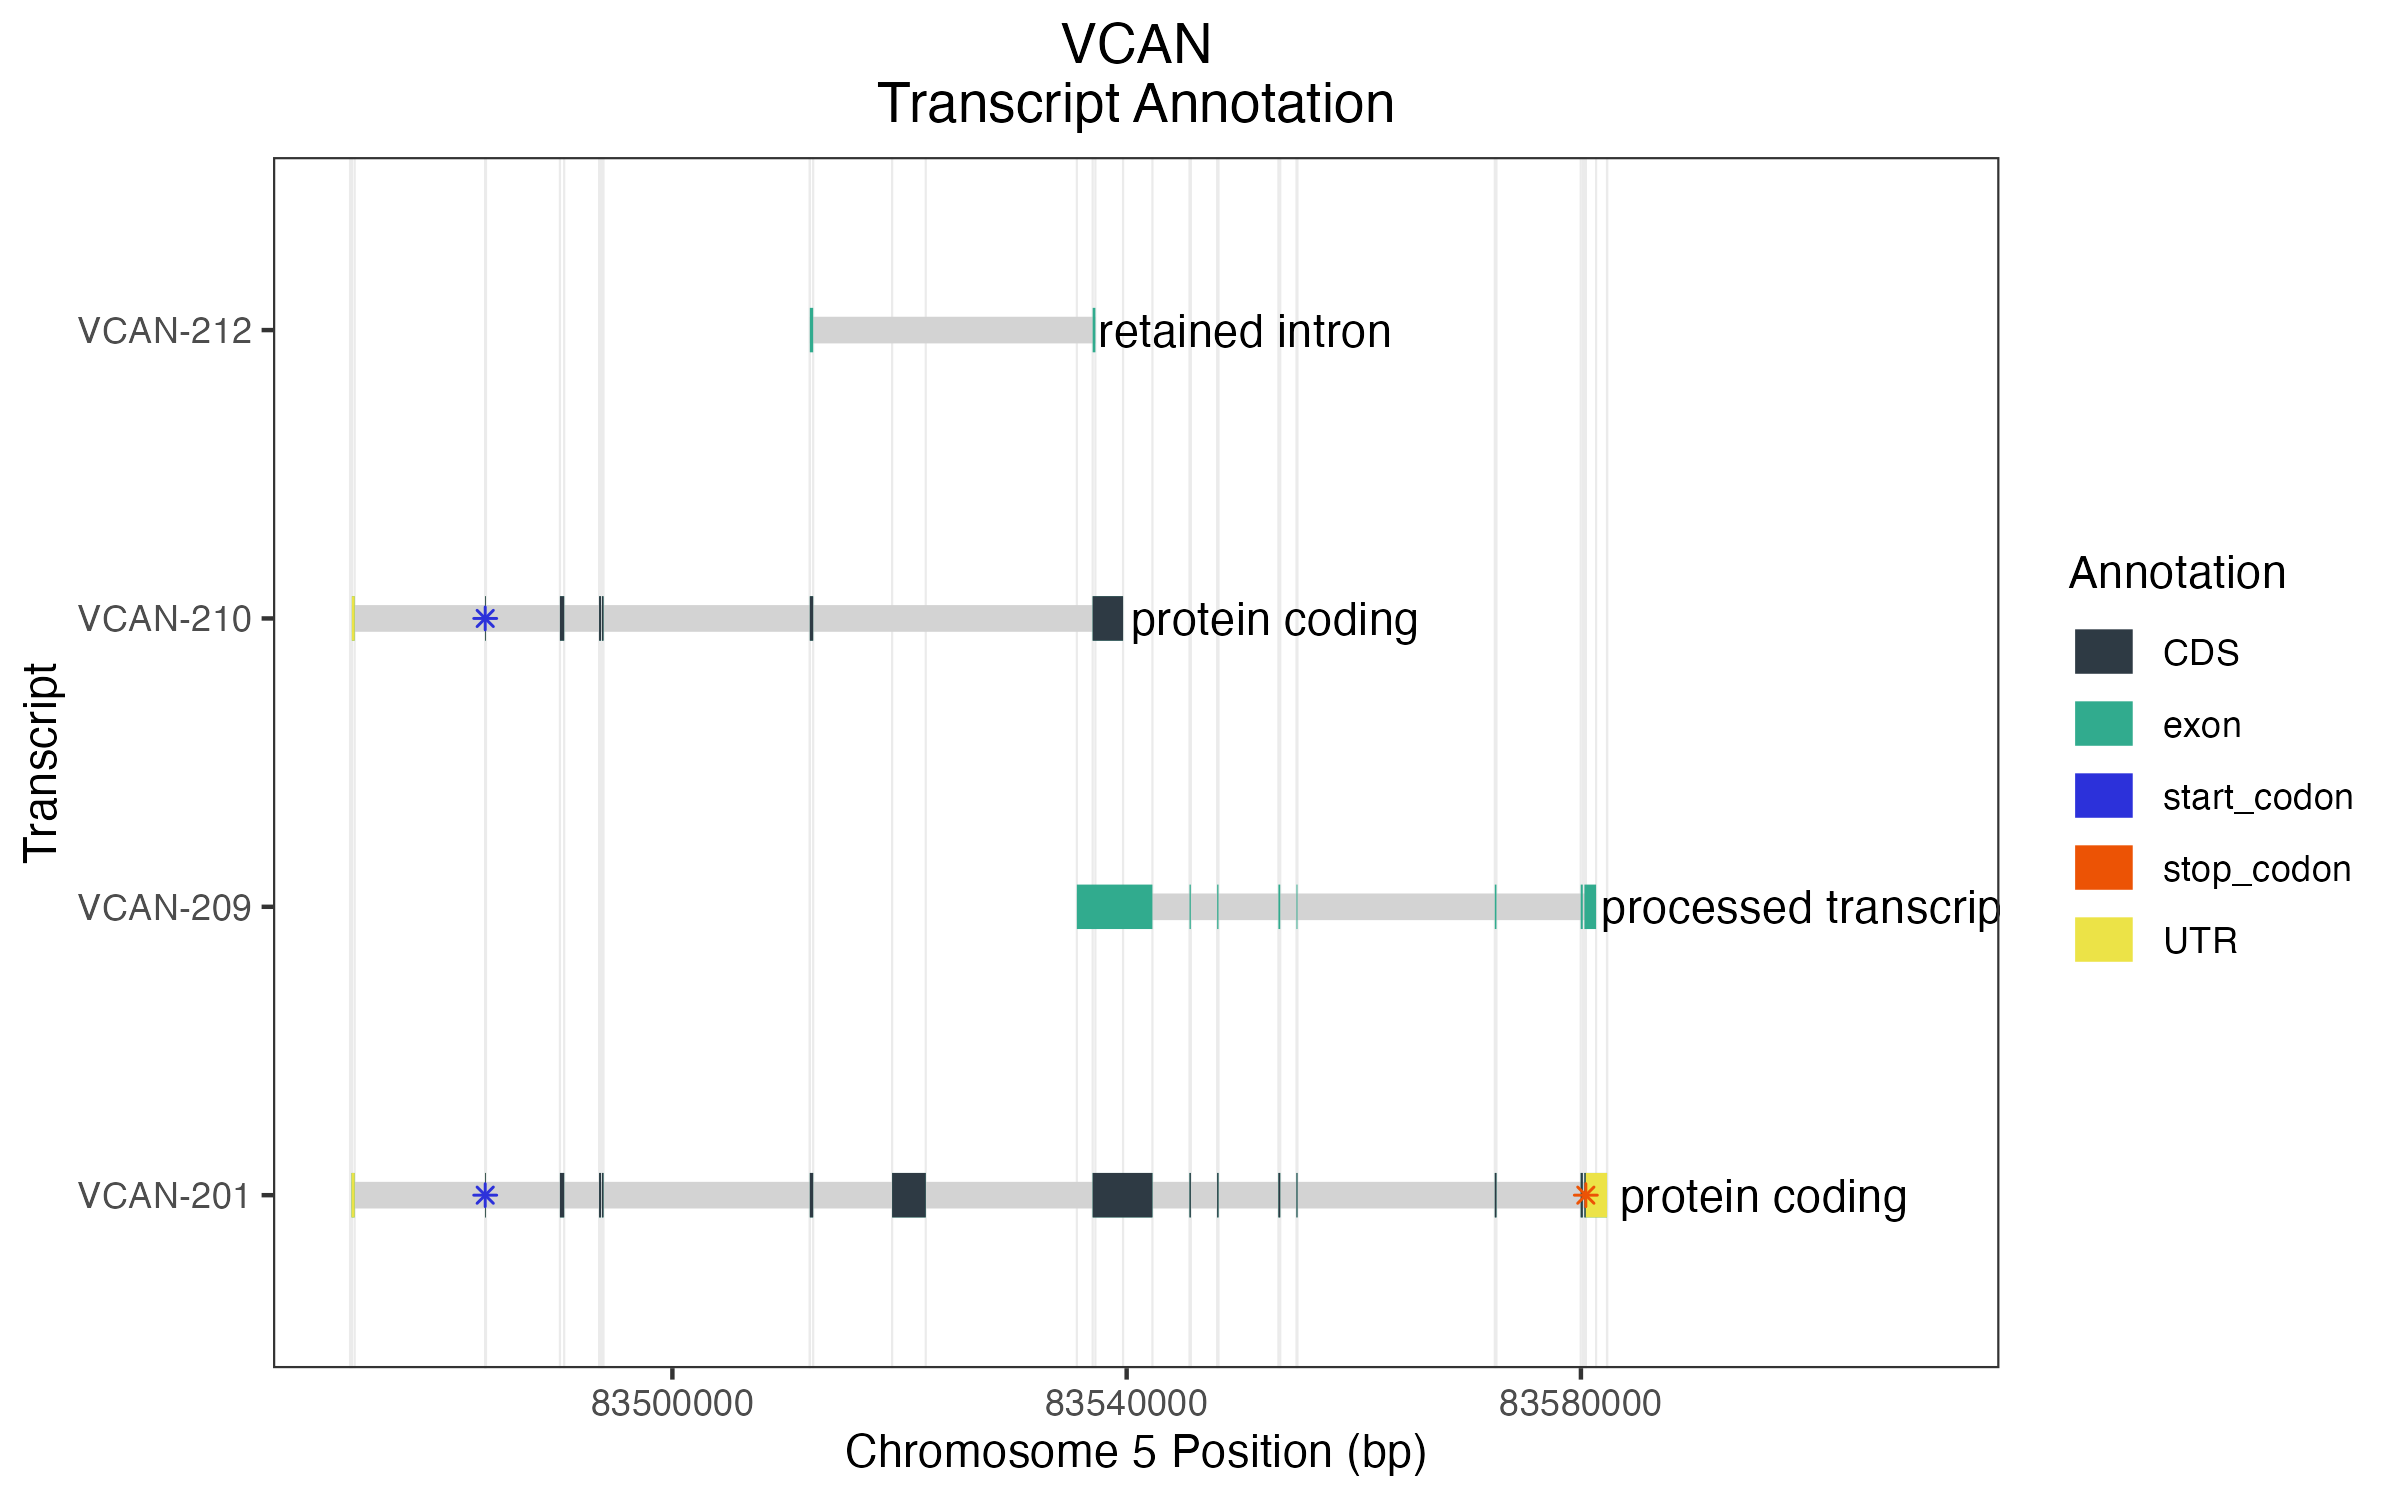 VCAN
Transcript Annotation
Transcript
VCAN-212
retained intron
VCAN-210
protein coding
VCAN-209
processed transcrip
VCAN-201
protein coding
83500000
83540000
83580000
Chromosome 5 Position (bp)
Annotation
CDS
exon
start_codon
stop_codon
UTR